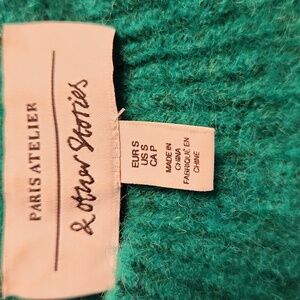 & other Stories
PARIS ATELIER
EUR S
US S
CA P
MADE IN
CHINA
FABRIQUÉ EN
CHINE